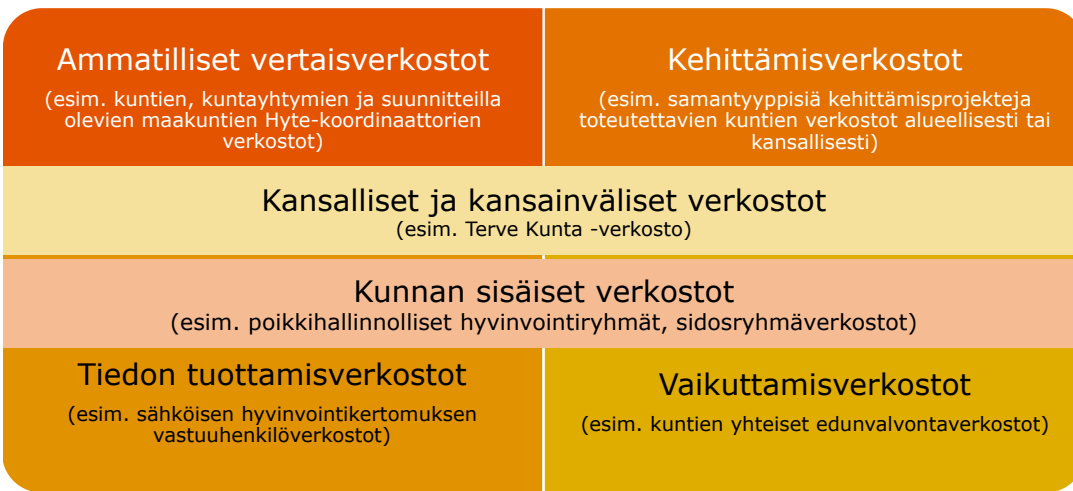 Ammatilliset vertaisverkostot
(esim. kuntien, kuntayhtymien ja suunnitteilla
olevien maakuntien Hyte-koordinaattorien
verkostot)
Kehittämisverkostot
(esim. samantyyppisiä kehittämisprojekteja
toteutettavien kuntien verkostot alueellisesti tai
kansallisesti)
Kansalliset ja kansainväliset verkostot
(esim. Terve Kunta -verkosto)
Kunnan sisäiset verkostot
(esim. poikkihallinnolliset hyvinvointiryhmät, sidosryhmäverkostot)
Tiedon tuottamisverkostot
(esim. sähköisen hyvinvointikertomuksen
vastuuhenkilöverkostot)
Vaikuttamisverkostot
(esim. kuntien yhteiset edunvalvontaverkostot)